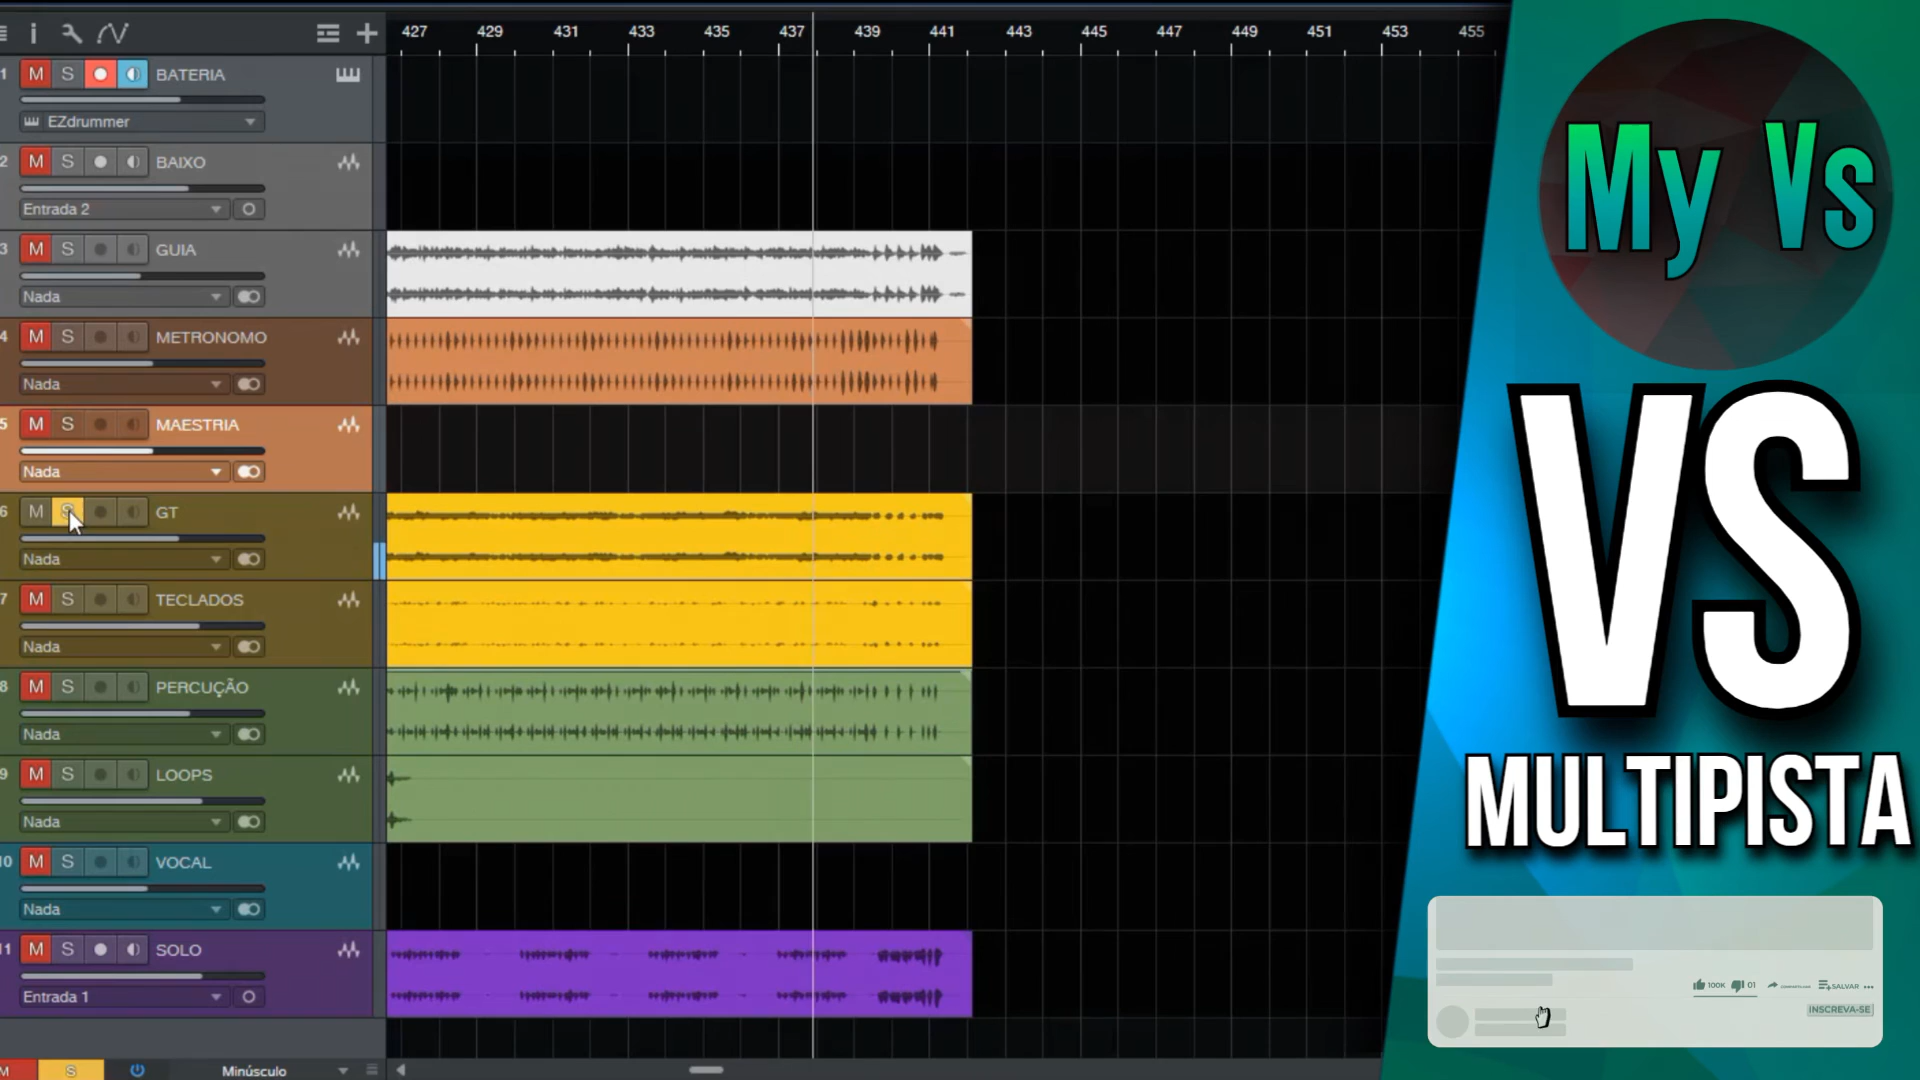 427 429 431 433 435 437 439 441 443 445 447 449 451 453 455
1 M S BATERIA
EZdrummer
2 M S BAIXO
Entrada 2
3 M S GUIA
Nada
4 M S METRONOMO
Nada
5 M S MAESTRIA
Nada
6 M S GT
Nada
7 M S TECLADOS
Nada
8 M S PERCUÇÃO
Nada
9 M S LOOPS
Nada
10 M S VOCAL
Nada
11 M S SOLO
Entrada 1
M S Minúsculo
My Vs
VS
MULTIPISTA
100K 01 SALVAR
INSCREVA-SE